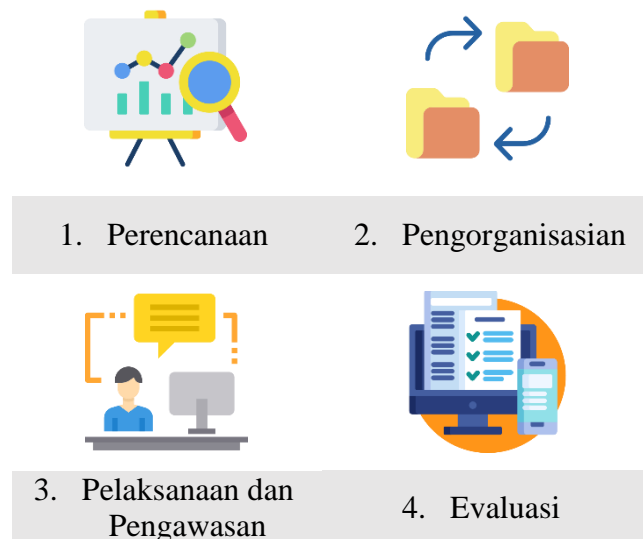 1. Perencanaan
2. Pengorganisasian
3. Pelaksanaan dan
Pengawasan
4. Evaluasi